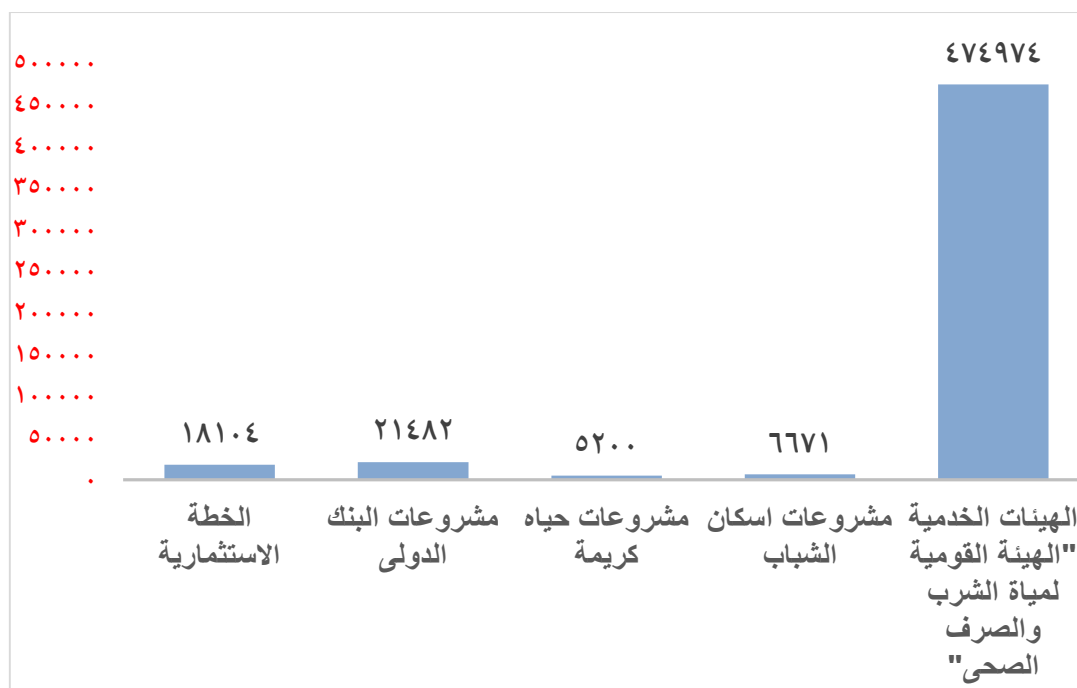 ٤٧٤٩٧٤
٥٠٠٠٠٠
٤٥٠٠٠٠
٤٠٠٠٠٠
٣٥٠٠٠٠
٣٠٠٠٠٠
٢٥٠٠٠٠
٢٠٠٠٠٠
١٥٠٠٠٠
١٠٠٠٠٠
٥٠٠٠٠
٠
١٨١٠٤
٢١٤٨٢
٥٢٠٠
٦٦٧١
الخطة
الاستثمارية
مشروعات البنك
الدولى
مشروعات حياه
كريمة
مشروعات اسكان
الشباب
الهيئات الخدمية
"الهيئة القومية
لمياة الشرب
والصرف
الصحى"